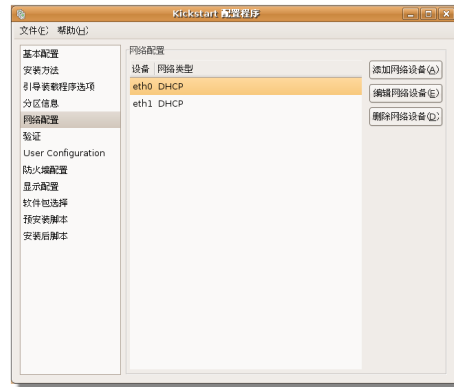 Kickstart 配置程序
文件(F) 帮助(H)
基本配置
安装方法
引导装载程序选项
分区信息
网络配置
验证
User Configuration
防火墙配置
显示配置
软件包选择
预安装脚本
安装后脚本
网络配置
设备 网络类型
eth0 DHCP
eth1 DHCP
添加网络设备(A)
编辑网络设备(E)
删除网络设备(D)